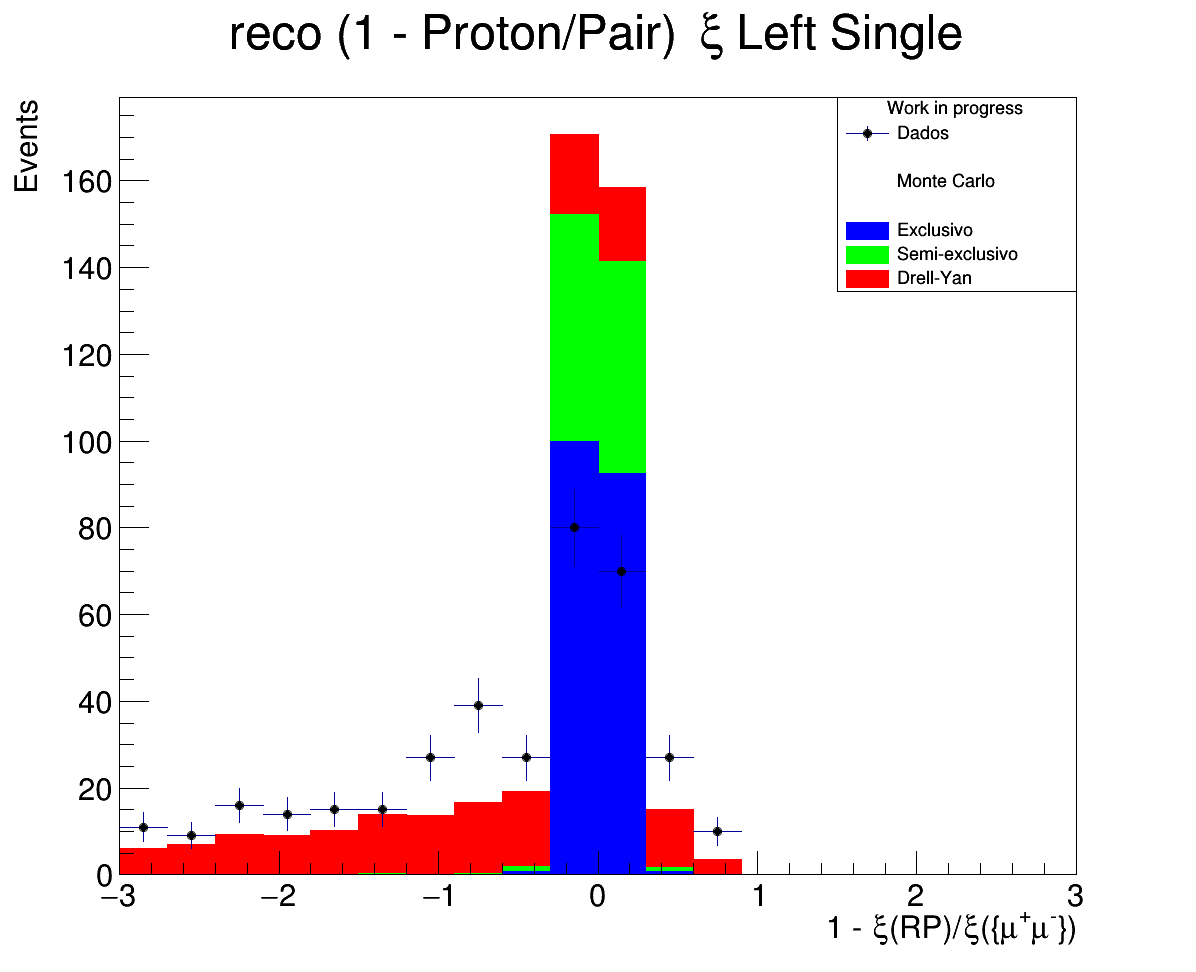 reco (1 - Proton/Pair) ξ Left Single
Events
Work in progress
Dados
Monte Carlo
Exclusivo
Semi-exclusivo
Drell-Yan
160
140
120
100
80
60
40
20
0
−3 −2 −1 0 1 2 3
1 - ξ(RP)/ξ({μ⁺μ⁻})